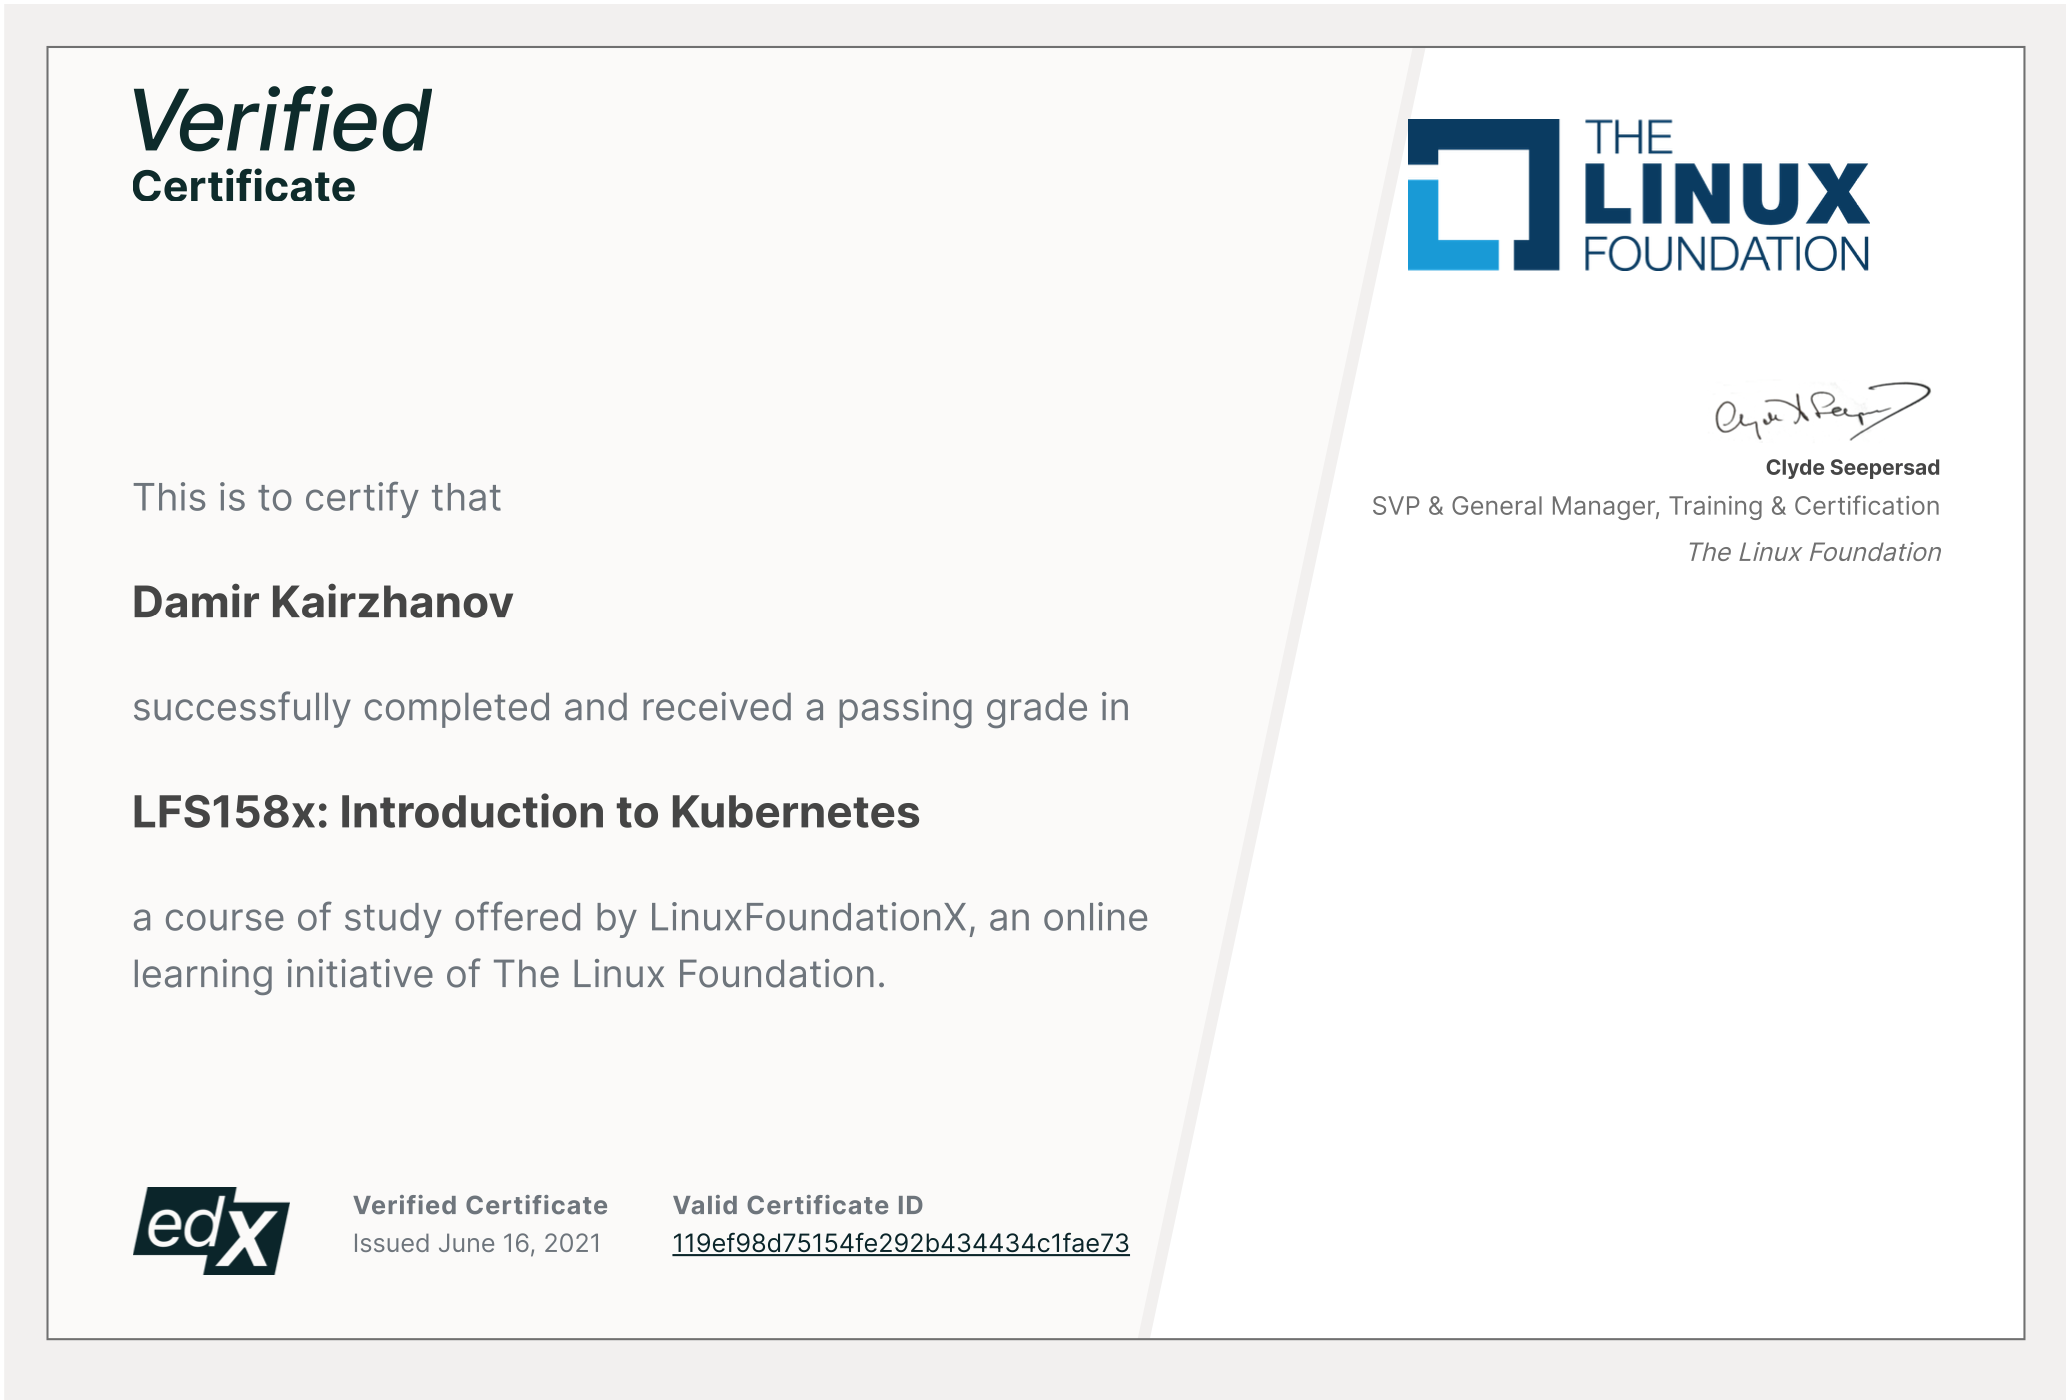 Verified
Certificate
THE
LINUX
FOUNDATION
Clyde Seepersad
SVP & General Manager, Training & Certification
The Linux Foundation
This is to certify that
Damir Kairzhanov
successfully completed and received a passing grade in
LFS158x: Introduction to Kubernetes
a course of study offered by LinuxFoundationX, an online
learning initiative of The Linux Foundation.
edX
Verified Certificate
Issued June 16, 2021
Valid Certificate ID
119ef98d75154fe292b434434c1fae73